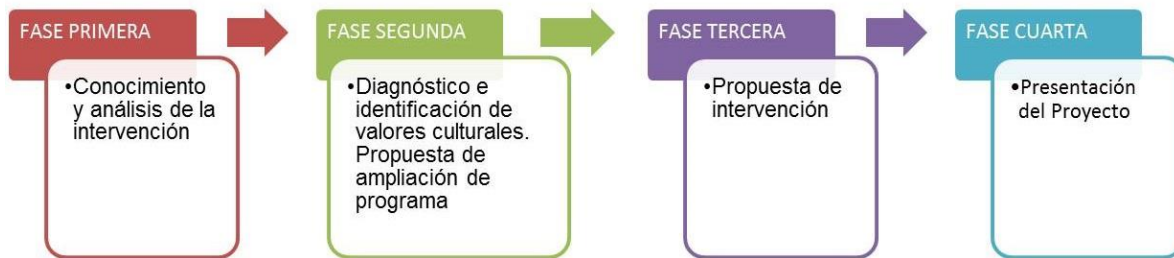 FASE PRIMERA
•Conocimiento
y análisis de la
intervención
FASE SEGUNDA
•Diagnóstico e
identificación de
valores culturales.
Propuesta de
ampliación de
programa
FASE TERCERA
•Propuesta de
intervención
FASE CUARTA
•Presentación
del Proyecto